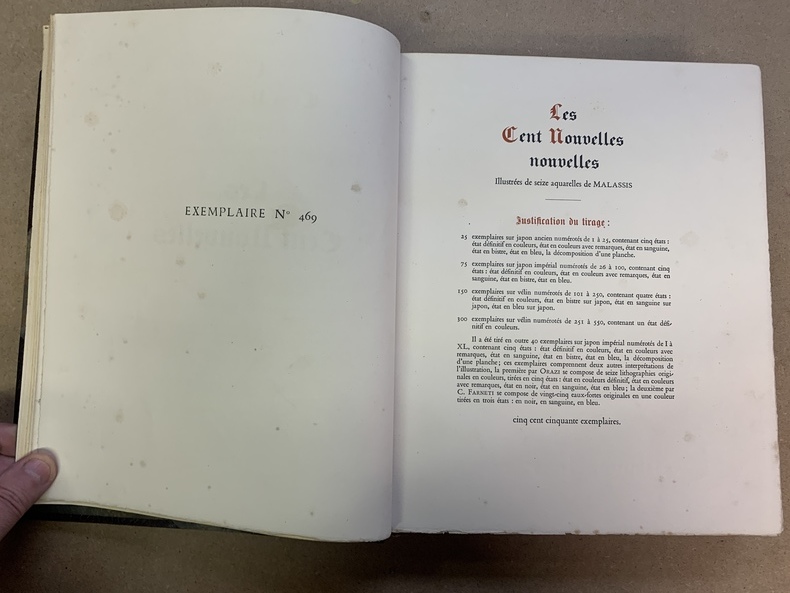 EXEMPLAIRE No 469
Les
Cent Nouvelles
nouvelles
Illustrées de seize aquarelles de MALASSIS
Justification du tirage :
25 exemplaires sur japon ancien numérotés de 1 à 25, contenant cinq états :
état définitif en couleurs, état en couleurs avec remarques, état en sanguine,
état en bistre, état en bleu, la décomposition d'une planche.
75 exemplaires sur japon impérial numérotés de 26 à 100, contenant cinq
états : état définitif en couleurs, état en couleurs avec remarques, état en
sanguine, état en bistre, état en bleu.
150 exemplaires sur vélin numérotés de 101 à 250, contenant quatre états :
état définitif en couleurs, état en bistre sur japon, état en sanguine sur
japon, état en bleu sur japon.
300 exemplaires sur vélin numérotés de 251 à 550, contenant un état défi-
nitif en couleurs.
Il a été tiré en outre 40 exemplaires sur japon impérial numérotés de I à
XL, contenant cinq états : état définitif en couleurs, état en couleurs avec
remarques, état en sanguine, état en bistre, état en bleu, la décomposition
d'une planche ; ces exemplaires comprennent deux autres interprétations de
l'illustration, la première par ORAZI se compose de seize lithographies origi-
nales en couleurs, tirées en cinq états : état en couleurs définitif, état en couleurs
avec remarques, état en noir, état en sanguine, état en bleu ; la deuxième par
C. FARNETI se compose de vingt-cinq eaux-fortes originales en une couleur
tirées en trois états : en noir, en sanguine, en bleu.
cinq cent cinquante exemplaires.